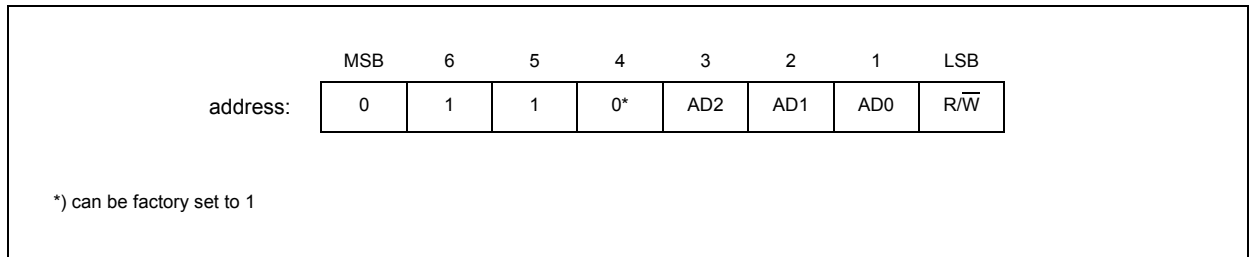 MSB 6 5 4 3 2 1 LSB
address: 0 1 1 0* AD2 AD1 AD0 R/W̅
*) can be factory set to 1